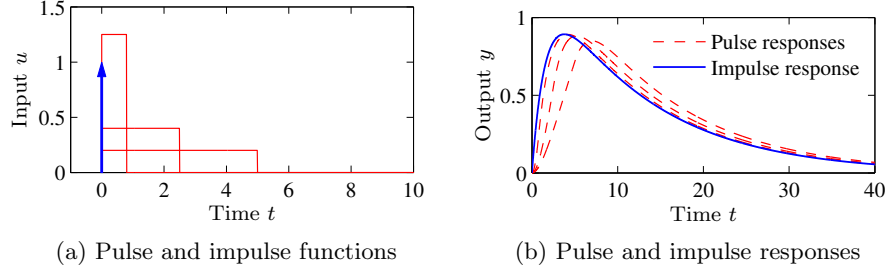 1.5
1
0.5
0
Input u
0
2
4
6
8
10
Time t
(a) Pulse and impulse functions
1
0.5
0
Output y
Pulse responses
Impulse response
0
10
20
30
40
Time t
(b) Pulse and impulse responses